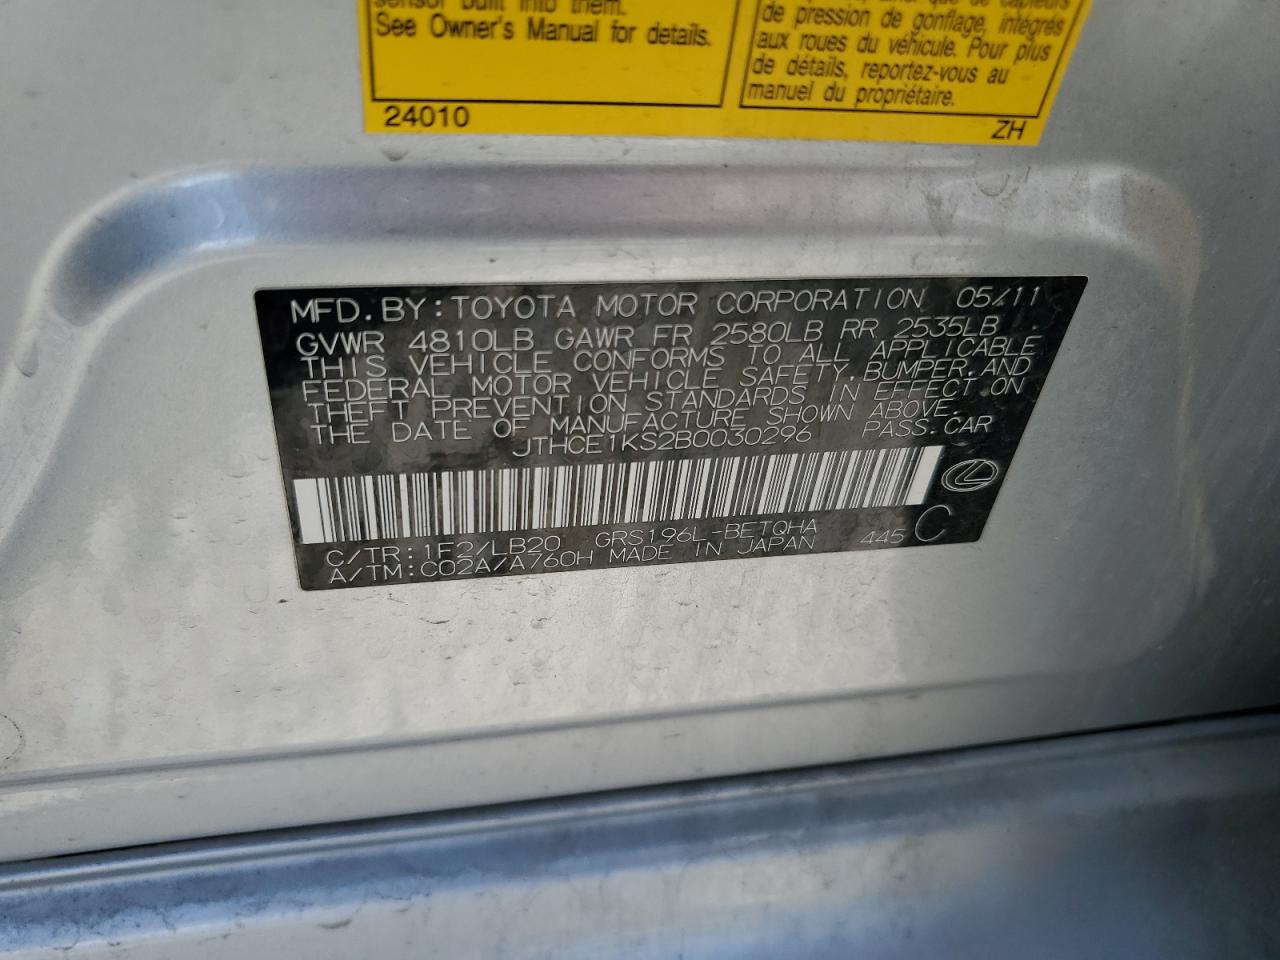 sensor built into them.
See Owner's Manual for details.
24010
de pression de gonflage, intégrés
aux roues du véhicule. Pour plus
de détails, reportez-vous au
manuel du propriétaire.
ZH
MFD. BY: TOYOTA MOTOR CORPORATION 05/11
GVWR 4810LB GAWR FR 2580LB RR 2535LB
THIS VEHICLE CONFORMS TO ALL APPLICABLE
FEDERAL MOTOR VEHICLE SAFETY, BUMPER, AND
THEFT PREVENTION STANDARDS IN EFFECT ON
THE DATE OF MANUFACTURE SHOWN ABOVE.
JTHCE1KS2B0030296 PASS.CAR
C/TR: 1F2/LB20 GRS196L-BETQHA
A/TM: C02A/A760H MADE IN JAPAN 445 C